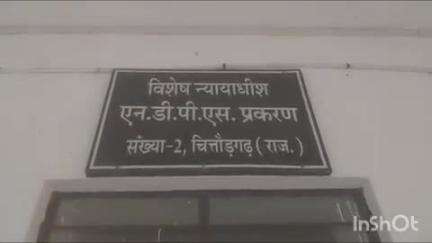 विशेष न्यायाधीश
एन.डी.पी.एस. प्रकरण
संख्या-2, चित्तौड़गढ़ (राज.)
InShOt